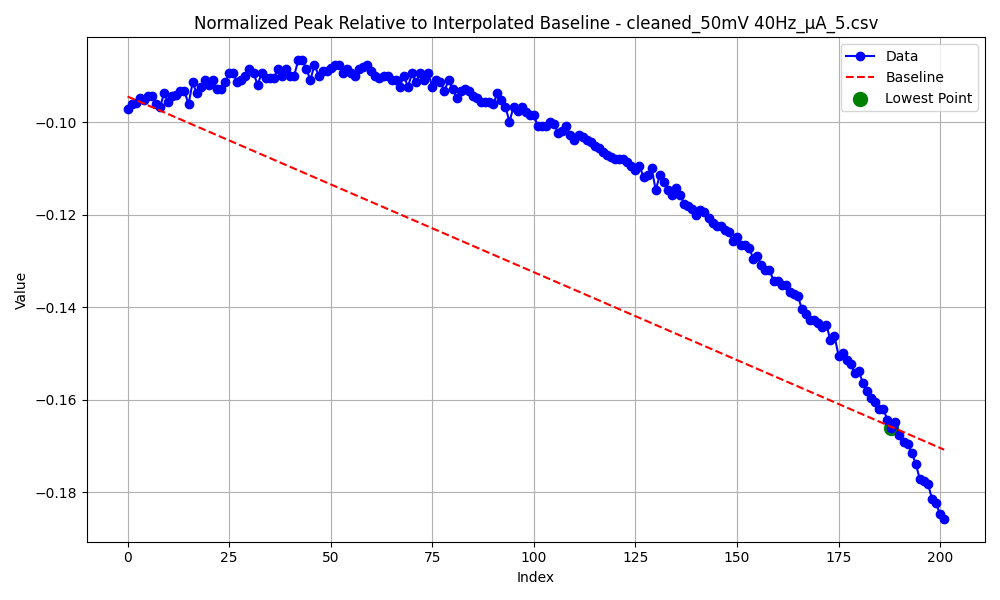 Normalized Peak Relative to Interpolated Baseline - cleaned_50mV 40Hz_μA_5.csv
Data
Baseline
Lowest Point
Value
−0.10
−0.12
−0.14
−0.16
−0.18
0 25 50 75 100 125 150 175 200
Index